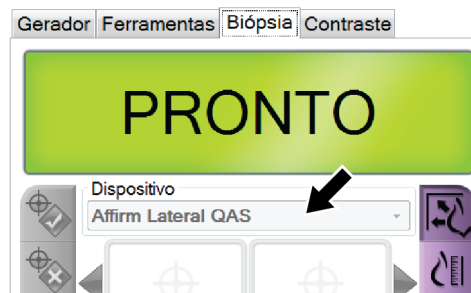 Gerador Ferramentas Biópsia Contraste
PRONTO
Dispositivo
Affirm Lateral QAS